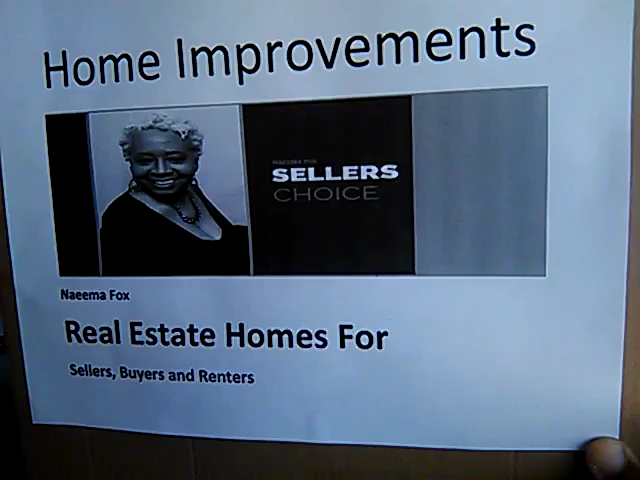 Home Improvements
NAEEMA FOX
SELLERS
CHOICE
Naeema Fox
Real Estate Homes For
Sellers, Buyers and Renters